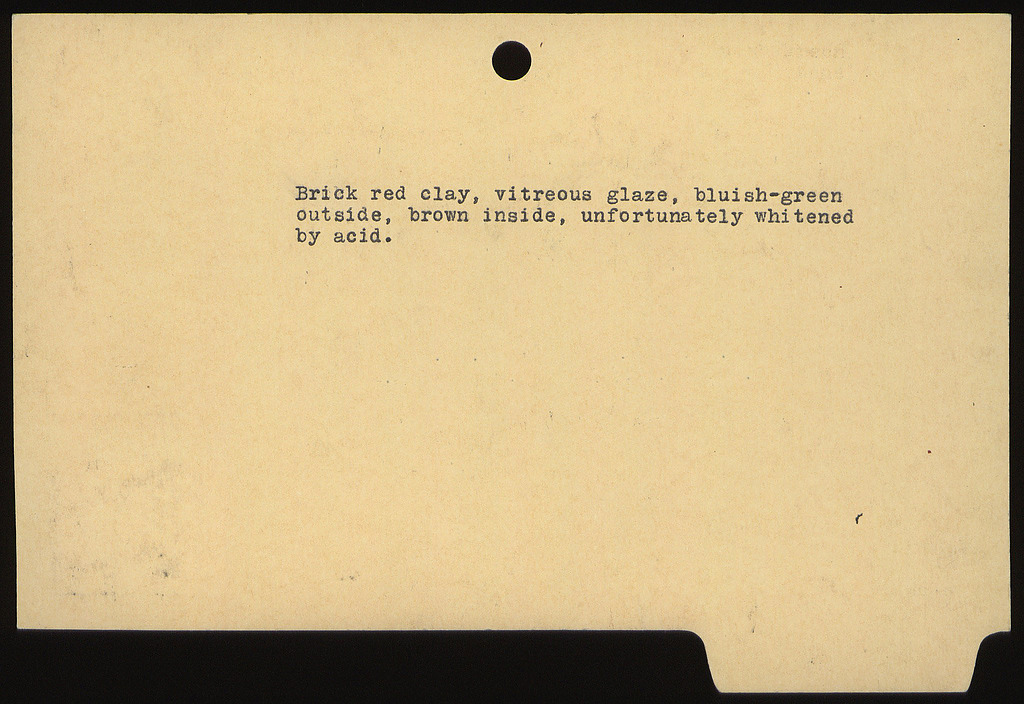 Brick red clay, vitreous glaze, bluish-green
outside, brown inside, unfortunately whitened
by acid.